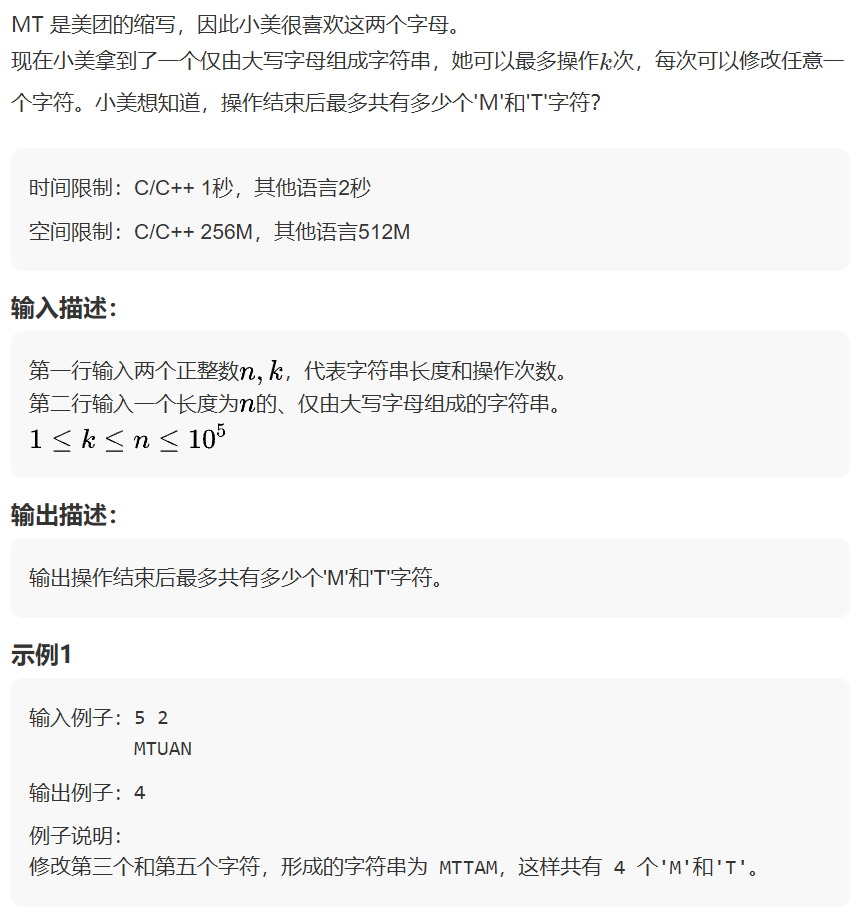 MT 是美团的缩写，因此小美很喜欢这两个字母。
现在小美拿到了一个仅由大写字母组成字符串，她可以最多操作k次，每次可以修改任意一
个字符。小美想知道，操作结束后最多共有多少个'M'和'T'字符？
时间限制：C/C++ 1秒，其他语言2秒
空间限制：C/C++ 256M，其他语言512M
输入描述：
第一行输入两个正整数n,k，代表字符串长度和操作次数。
第二行输入一个长度为n的、仅由大写字母组成的字符串。
1 ≤ k ≤ n ≤ 10⁵
输出描述：
输出操作结束后最多共有多少个'M'和'T'字符。
示例1
输入例子：5 2
MTUAN
输出例子：4
例子说明：
修改第三个和第五个字符，形成的字符串为 MTTAM，这样共有 4 个'M'和'T'。